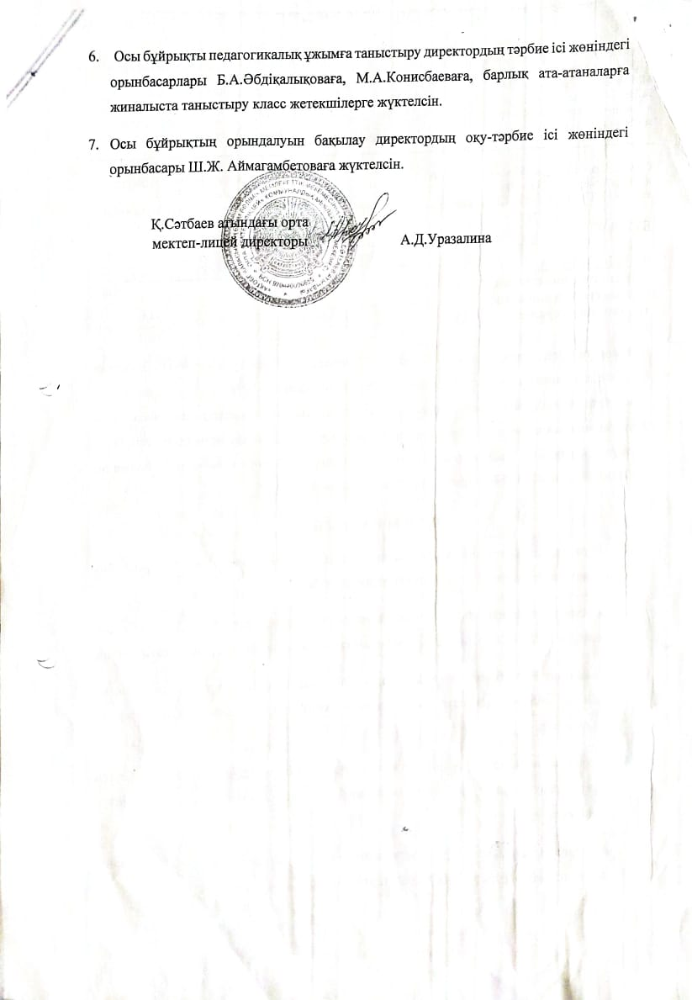 6. Осы бұйрықты педагогикалық ұжымға таныстыру директордың тәрбие ісі жөніндегі
орынбасарлары Б.А.Әбдіқалықоваға, М.А.Конисбаеваға, барлық ата-атаналарға
жиналыста таныстыру класс жетекшілерге жүктелсін.
7. Осы бұйрықтың орындалуын бақылау директордың оқу-тәрбие ісі жөніндегі
орынбасары Ш.Ж. Аймагамбетоваға жүктелсін.
Қ.Сәтбаев атындағы орта
мектеп-лицей директоры
А.Д.Уразалина